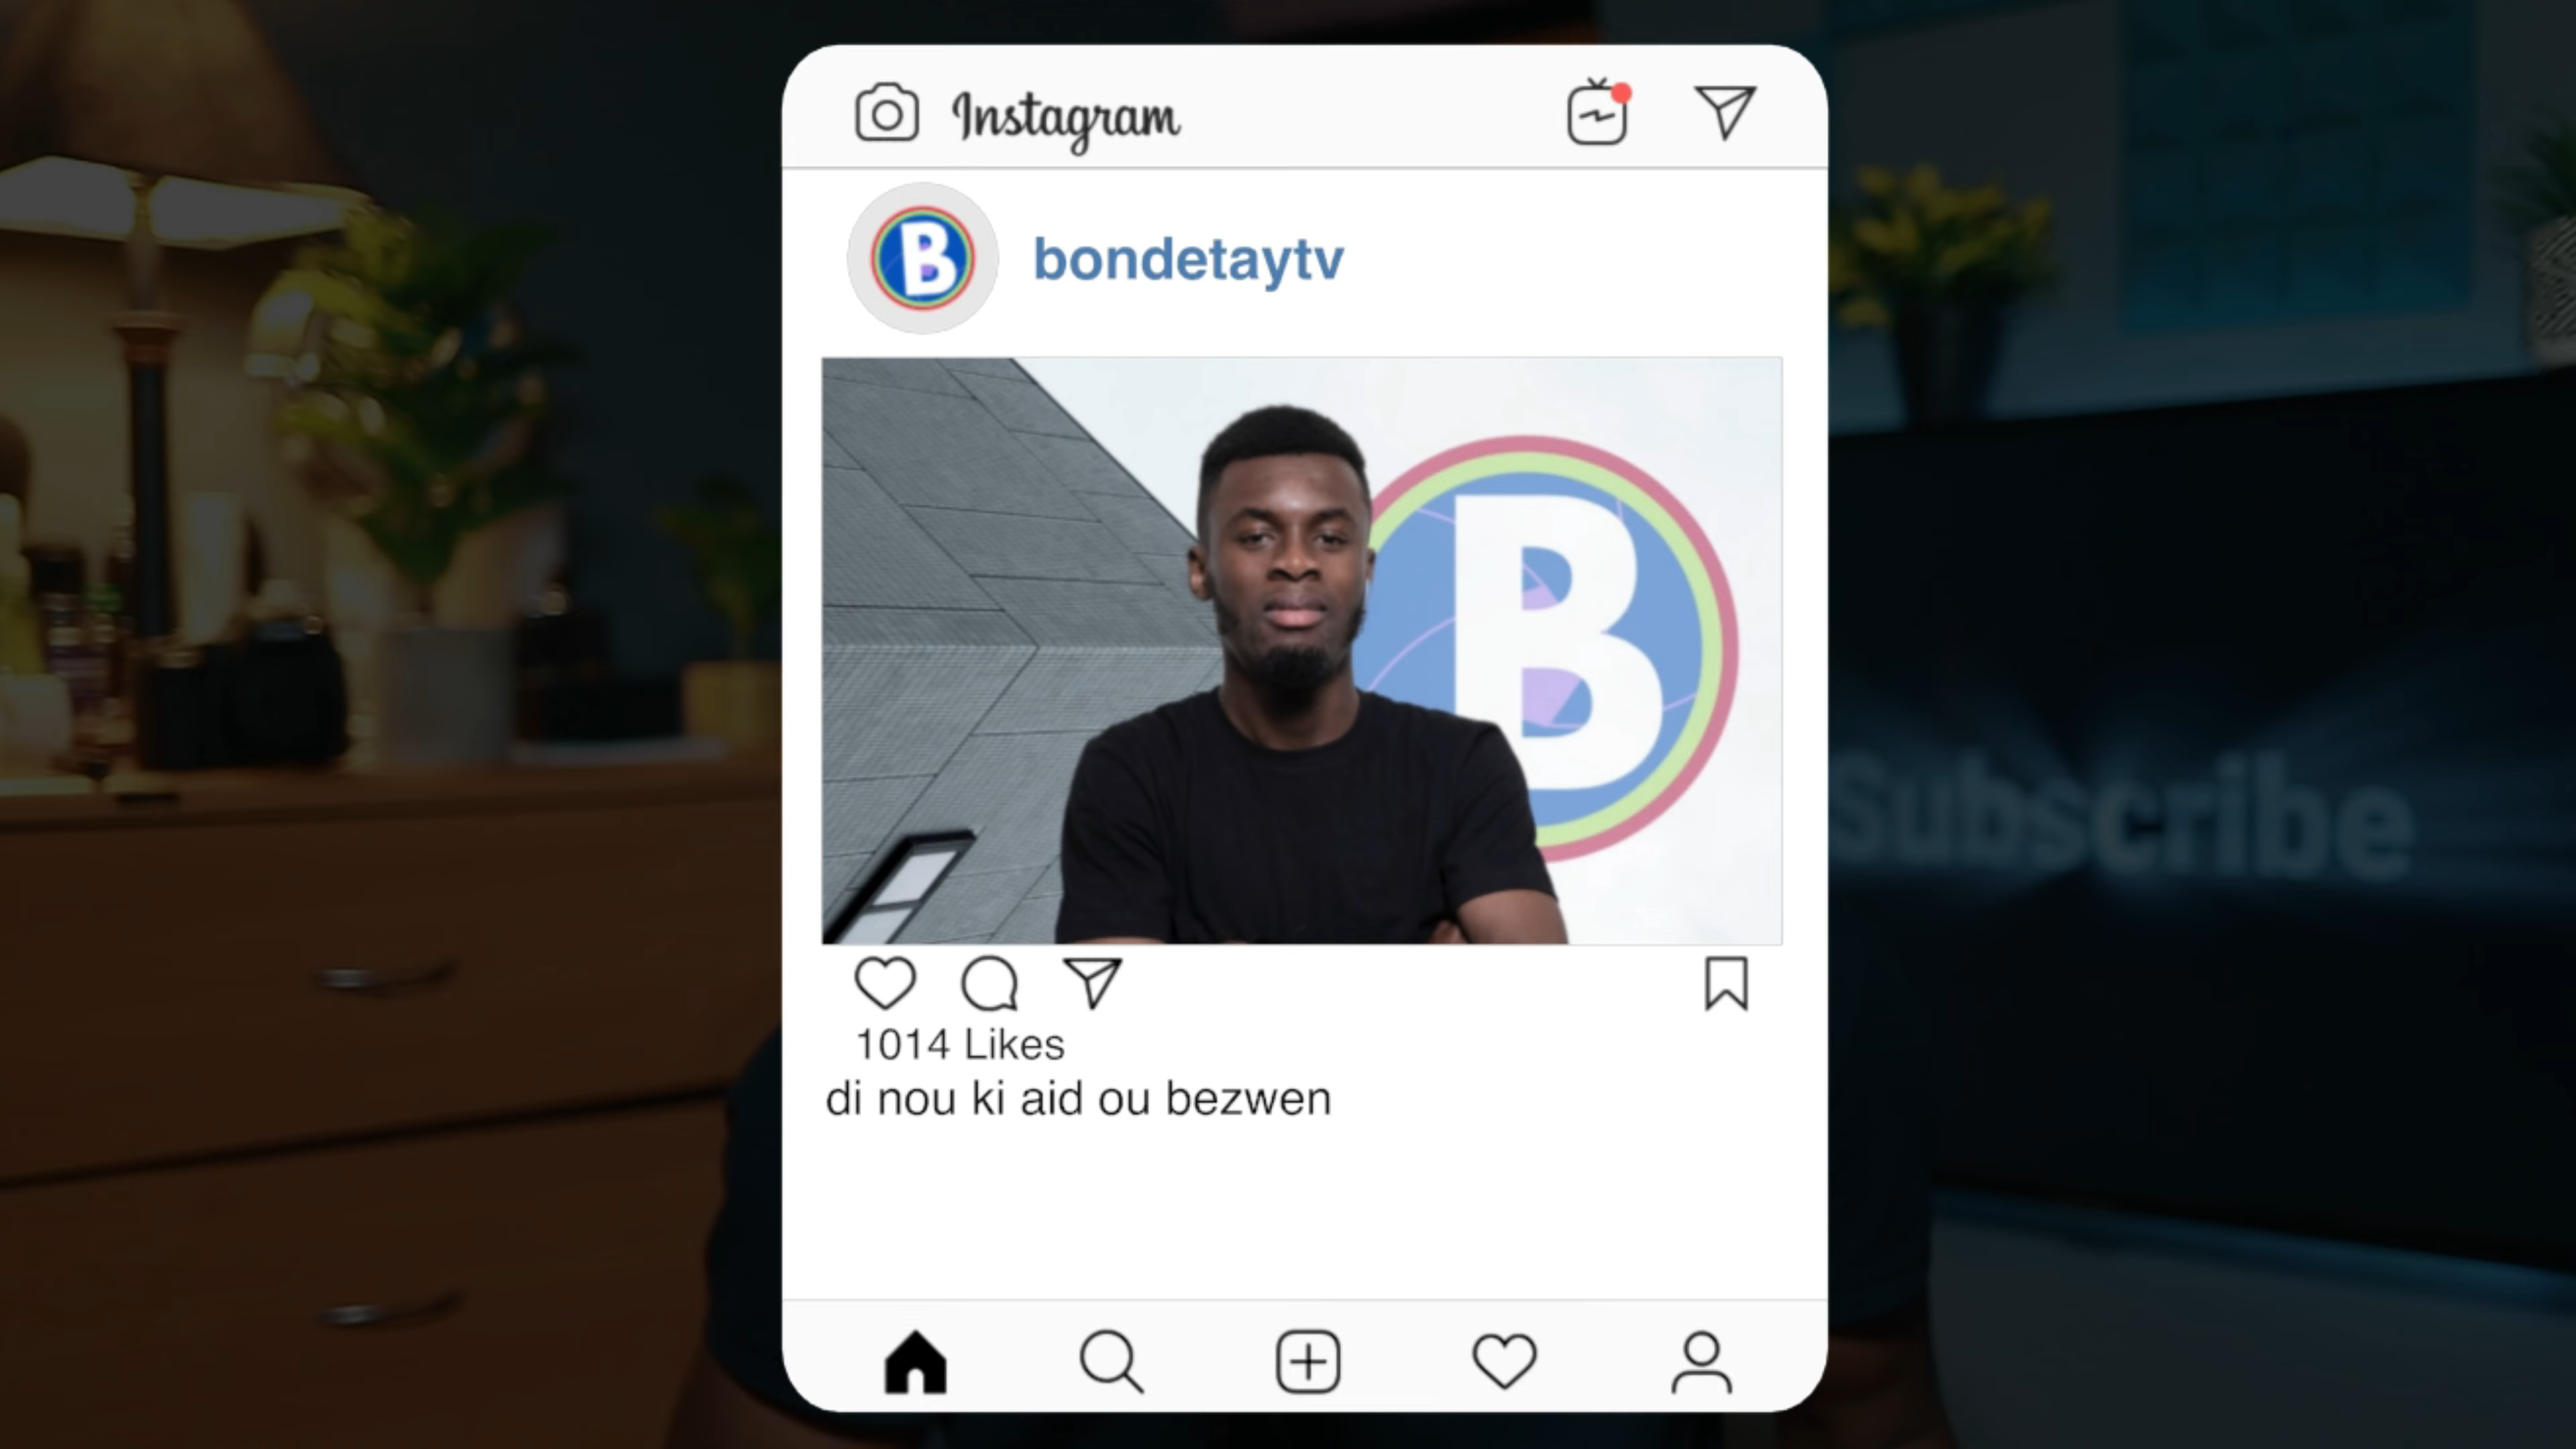 Instagram
B
bondetaytv
B
1014 Likes
di nou ki aid ou bezwen
Subscribe